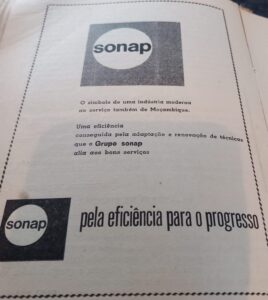 sonap
O símbolo de uma indústria moderna
ao serviço também de Moçambique.
Uma eficiência
conseguida pela adaptação e renovação de técnicas
que o Grupo sonap
alia aos bons serviços
sonap
pela eficiência para o progresso